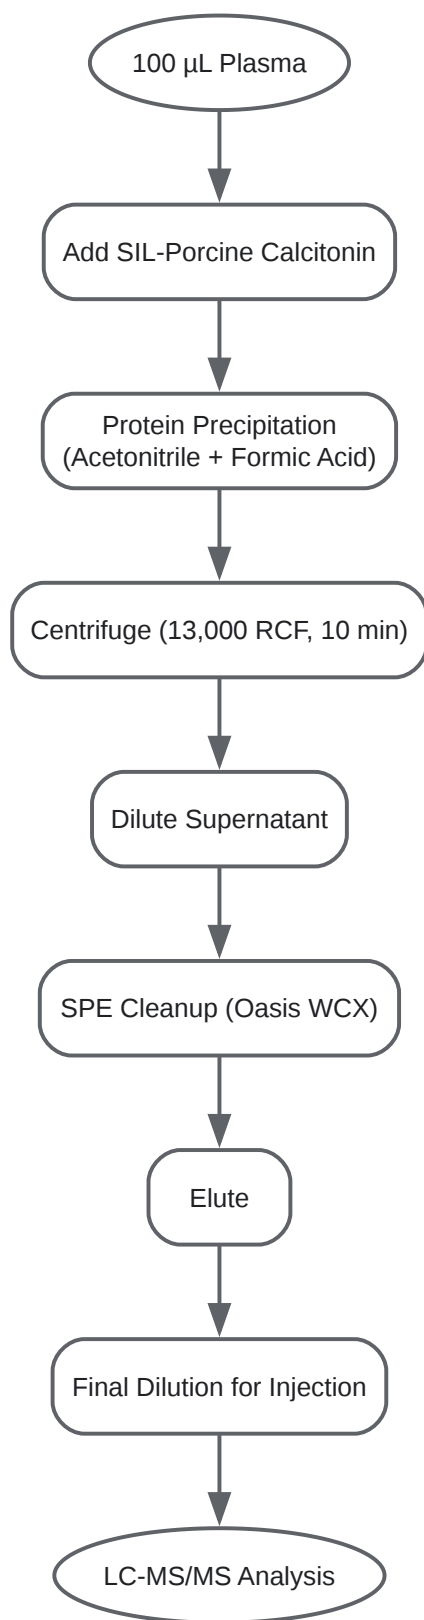 100 µL Plasma
Add SIL-Porcine Calcitonin
Protein Precipitation
(Acetonitrile + Formic Acid)
Centrifuge (13,000 RCF, 10 min)
Dilute Supernatant
SPE Cleanup (Oasis WCX)
Elute
Final Dilution for Injection
LC-MS/MS Analysis